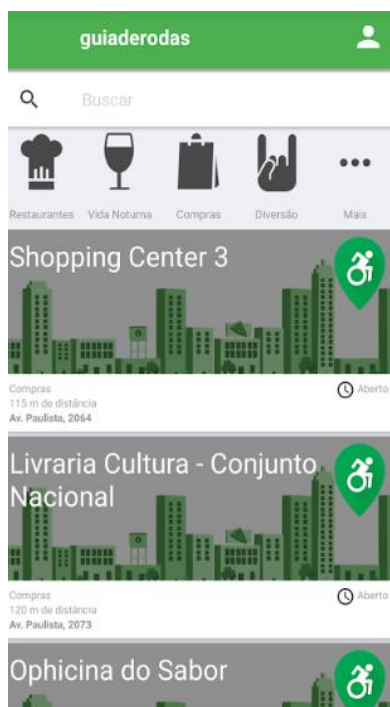 guiaderodas
Buscar
Restaurantes Vida Noturna Compras Diversão Mais
Shopping Center 3
Compras
115 m de distância
Av. Paulista, 2064
Aberto
Livraria Cultura - Conjunto
Nacional
Compras
120 m de distância
Av. Paulista, 2073
Aberto
Ophicina do Sabor